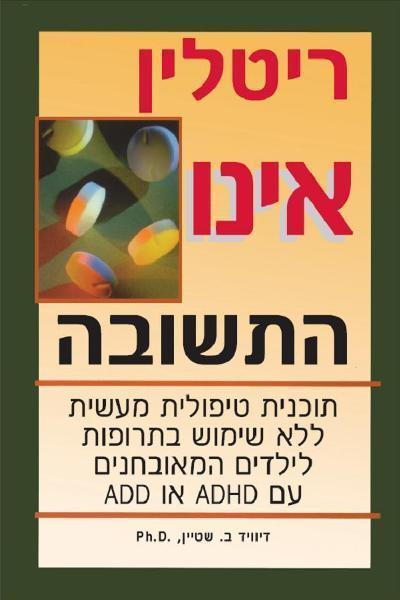 ריטלין
אינו
התשובה
תוכנית טיפולית מעשית
ללא שימוש בתרופות
לילדים המאובחנים
עם ADHD או ADD
דיוויד ב. שטיין, Ph.D.